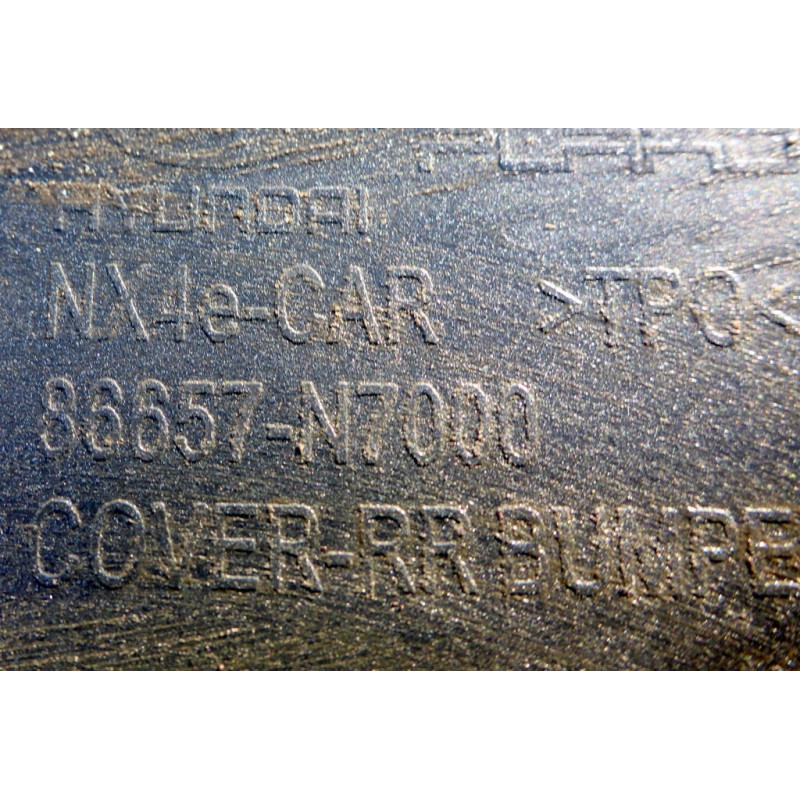 HYUNDAI
NX4e-CAR >TPO<
86657-N7000
COVER-RR BUMPE